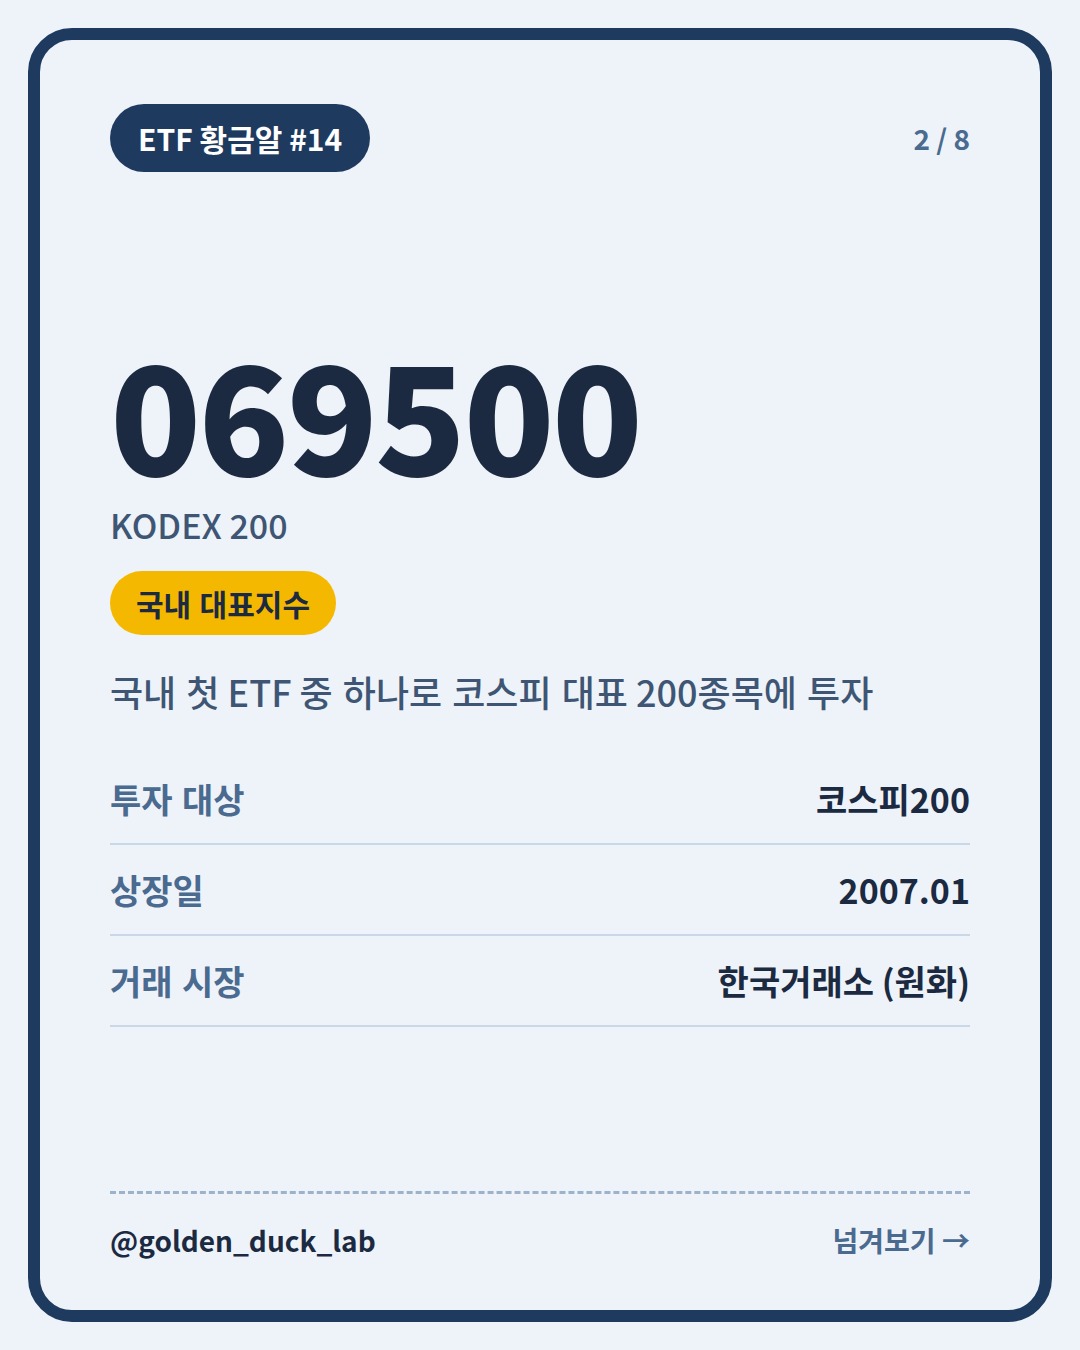 ETF 황금알 #14
2 / 8
069500
KODEX 200
국내 대표지수
국내 첫 ETF 중 하나로 코스피 대표 200종목에 투자
투자 대상 코스피200
상장일 2007.01
거래 시장 한국거래소 (원화)
@golden_duck_lab
넘겨보기 →